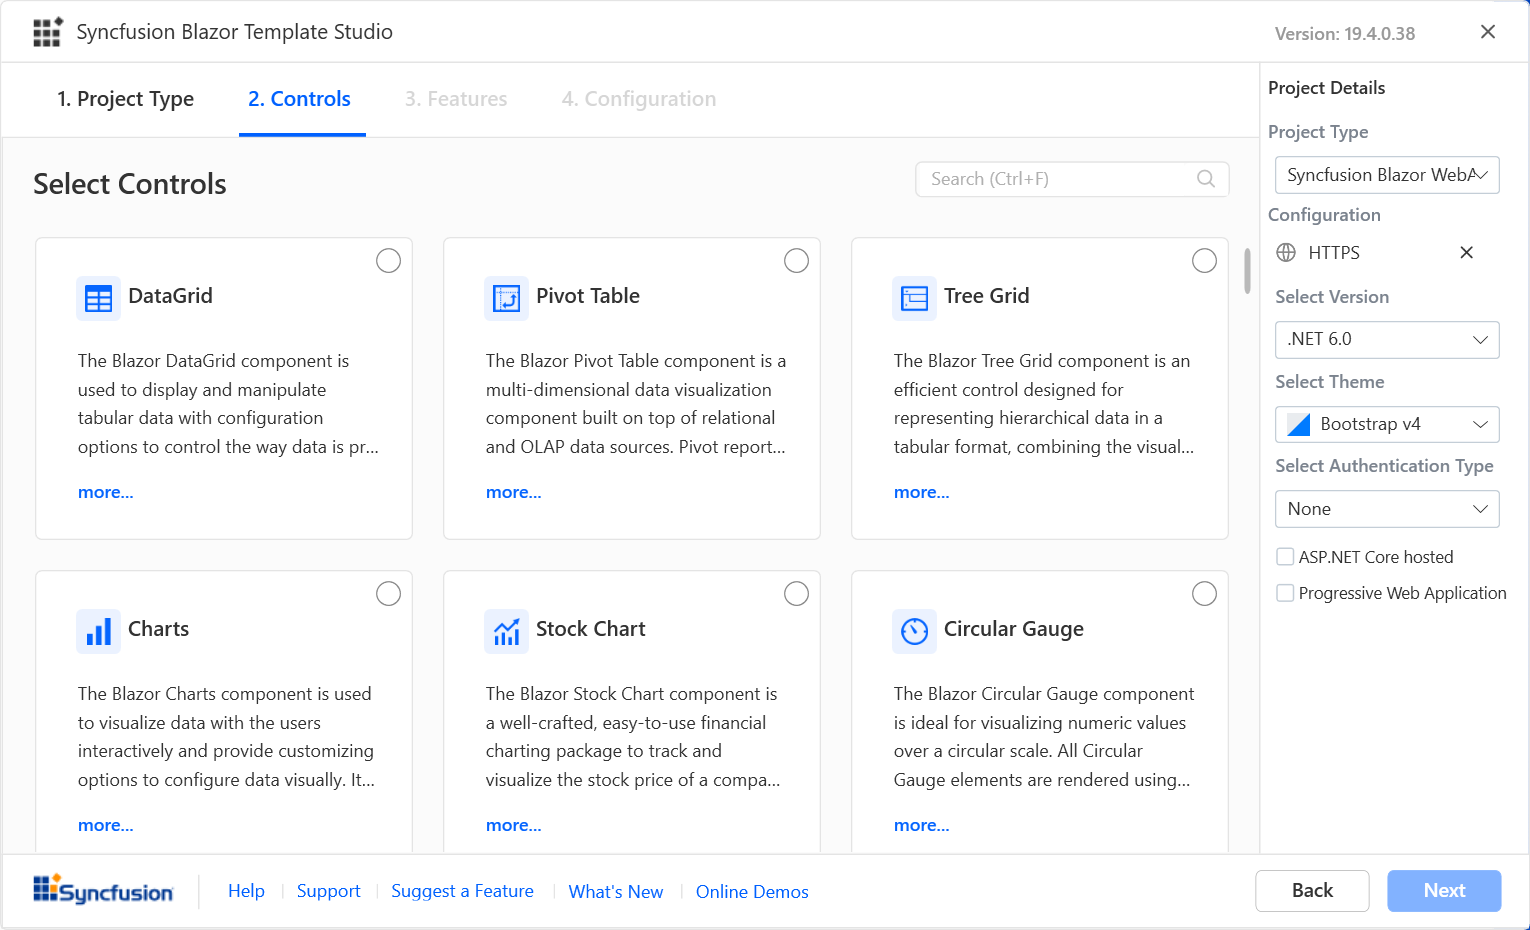 Syncfusion Blazor Template Studio
Version: 19.4.0.38
1. Project Type
2. Controls
3. Features
4. Configuration
Select Controls
Search (Ctrl+F)
DataGrid
The Blazor DataGrid component is
used to display and manipulate
tabular data with configuration
options to control the way data is pr...
more...
Pivot Table
The Blazor Pivot Table component is a
multi-dimensional data visualization
component built on top of relational
and OLAP data sources. Pivot report...
more...
Tree Grid
The Blazor Tree Grid component is an
efficient control designed for
representing hierarchical data in a
tabular format, combining the visual...
more...
Charts
The Blazor Charts component is used
to visualize data with the users
interactively and provide customizing
options to configure data visually. It...
more...
Stock Chart
The Blazor Stock Chart component is
a well-crafted, easy-to-use financial
charting package to track and
visualize the stock price of a compa...
more...
Circular Gauge
The Blazor Circular Gauge component
is ideal for visualizing numeric values
over a circular scale. All Circular
Gauge elements are rendered using...
more...
Project Details
Project Type
Syncfusion Blazor WebA
Configuration
HTTPS
Select Version
.NET 6.0
Select Theme
Bootstrap v4
Select Authentication Type
None
ASP.NET Core hosted
Progressive Web Application
Syncfusion
Help
Support
Suggest a Feature
What's New
Online Demos
Back
Next